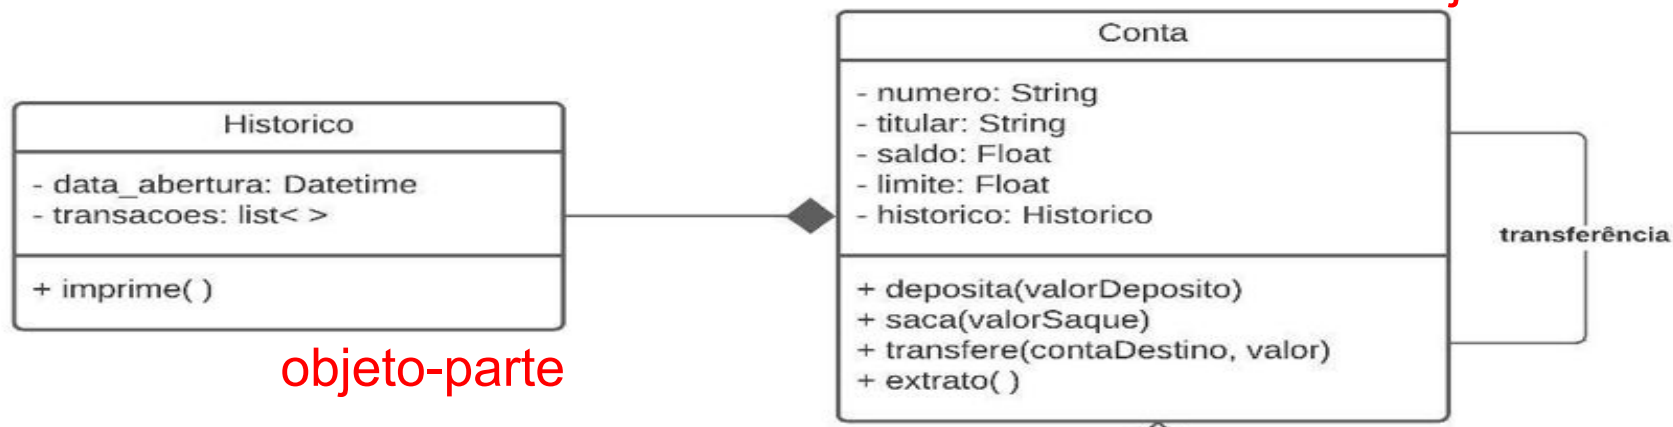 Historico
- data_abertura: Datetime
- transacoes: list< >
+ imprime( )
objeto-parte
Conta
- numero: String
- titular: String
- saldo: Float
- limite: Float
- historico: Historico
+ deposita(valorDeposito)
+ saca(valorSaque)
+ transfere(contaDestino, valor)
+ extrato( )
transferência